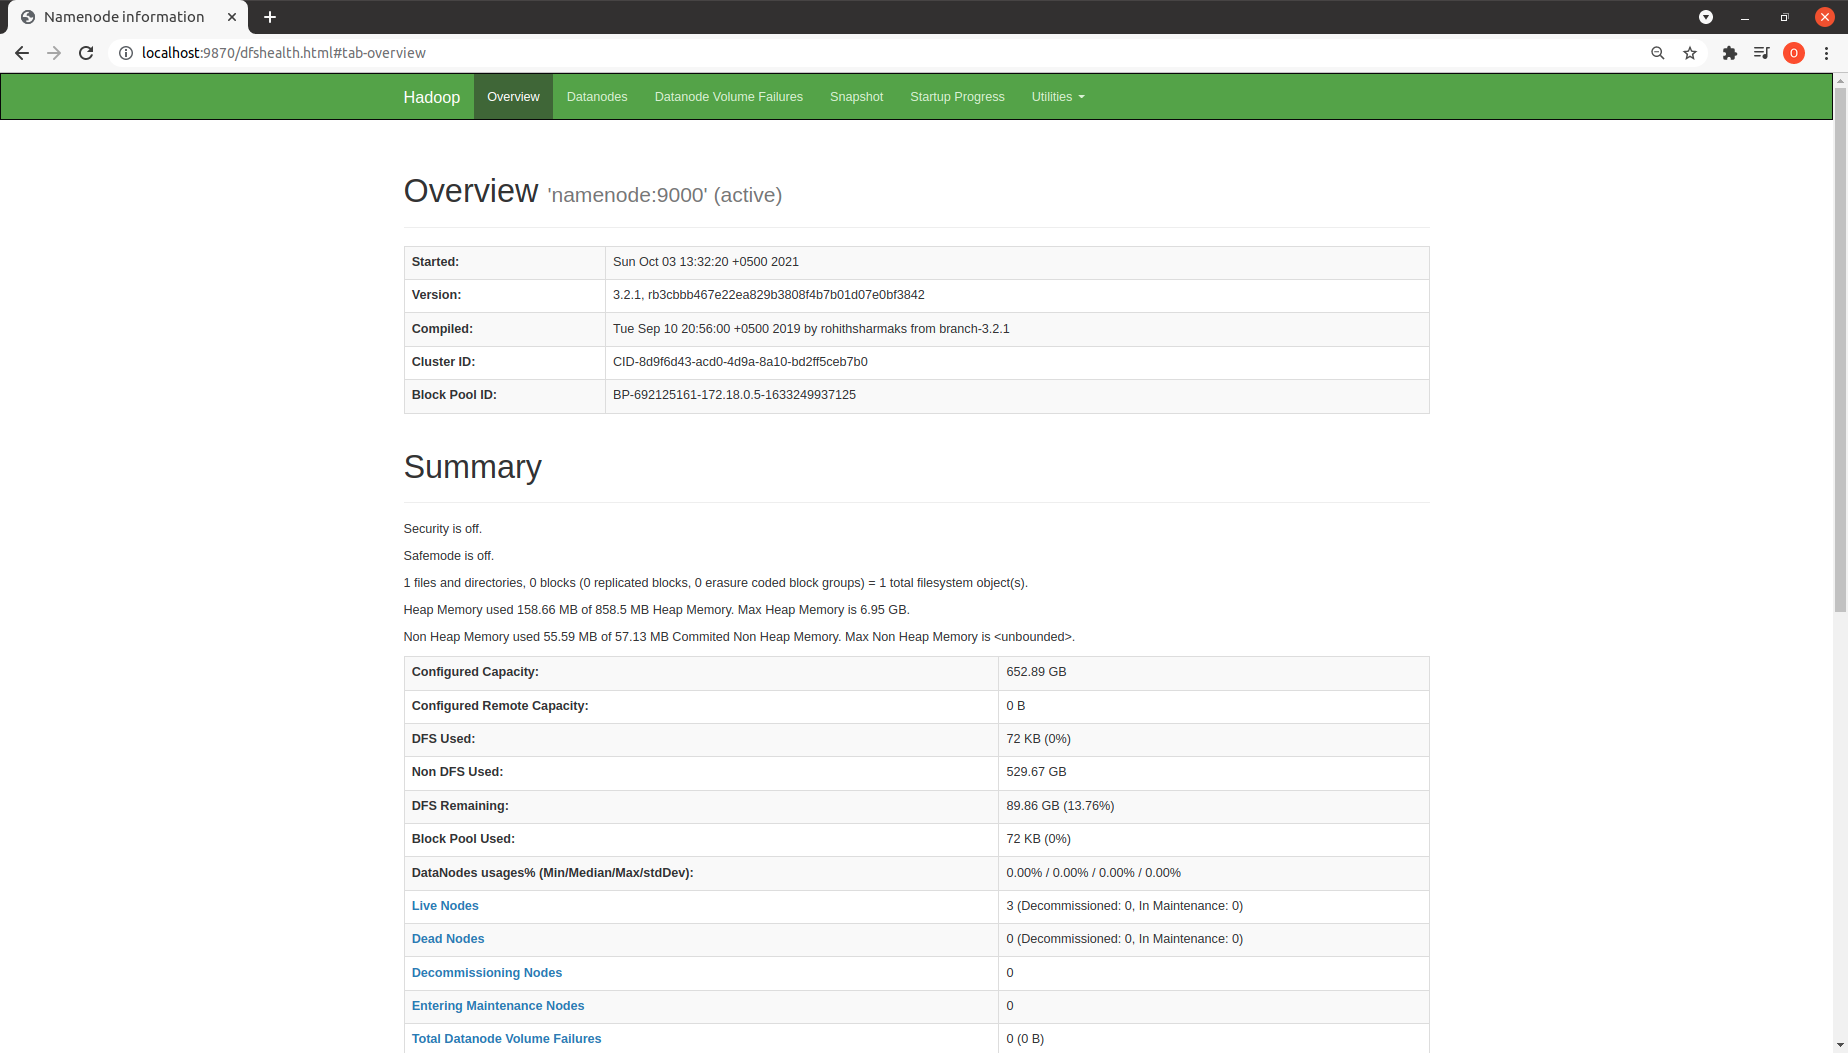 Namenode information
localhost:9870/dfshealth.html#tab-overview
O
Hadoop Overview Datanodes Datanode Volume Failures Snapshot Startup Progress Utilities
Overview 'namenode:9000' (active)
Started: Sun Oct 03 13:32:20 +0500 2021
Version: 3.2.1, rb3cbbb467e22ea829b3808f4b7b01d07e0bf3842
Compiled: Tue Sep 10 20:56:00 +0500 2019 by rohithsharmaks from branch-3.2.1
Cluster ID: CID-8d9f6d43-acd0-4d9a-8a10-bd2ff5ceb7b0
Block Pool ID: BP-692125161-172.18.0.5-1633249937125
Summary
Security is off.
Safemode is off.
1 files and directories, 0 blocks (0 replicated blocks, 0 erasure coded block groups) = 1 total filesystem object(s).
Heap Memory used 158.66 MB of 858.5 MB Heap Memory. Max Heap Memory is 6.95 GB.
Non Heap Memory used 55.59 MB of 57.13 MB Commited Non Heap Memory. Max Non Heap Memory is <unbounded>.
Configured Capacity: 652.89 GB
Configured Remote Capacity: 0 B
DFS Used: 72 KB (0%)
Non DFS Used: 529.67 GB
DFS Remaining: 89.86 GB (13.76%)
Block Pool Used: 72 KB (0%)
DataNodes usages% (Min/Median/Max/stdDev): 0.00% / 0.00% / 0.00% / 0.00%
Live Nodes 3 (Decommissioned: 0, In Maintenance: 0)
Dead Nodes 0 (Decommissioned: 0, In Maintenance: 0)
Decommissioning Nodes 0
Entering Maintenance Nodes 0
Total Datanode Volume Failures 0 (0 B)